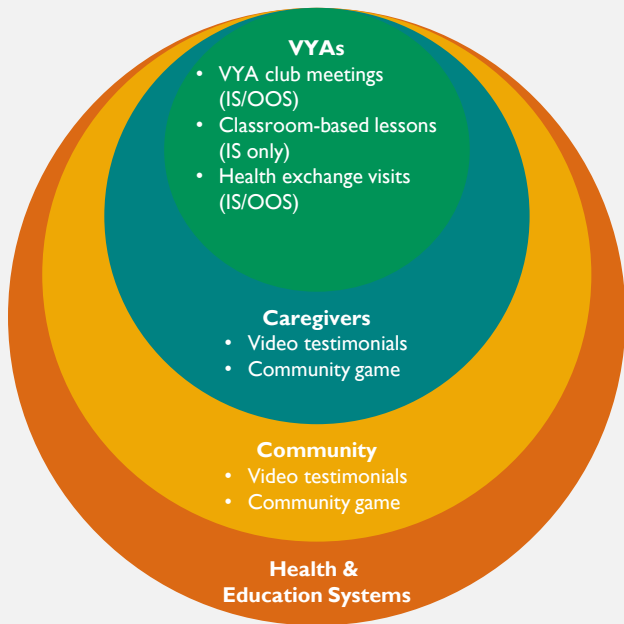 VYAs
• VYA club meetings
(IS/OOS)
• Classroom-based lessons
(IS only)
• Health exchange visits
(IS/OOS)
Caregivers
• Video testimonials
• Community game
Community
• Video testimonials
• Community game
Health &
Education Systems